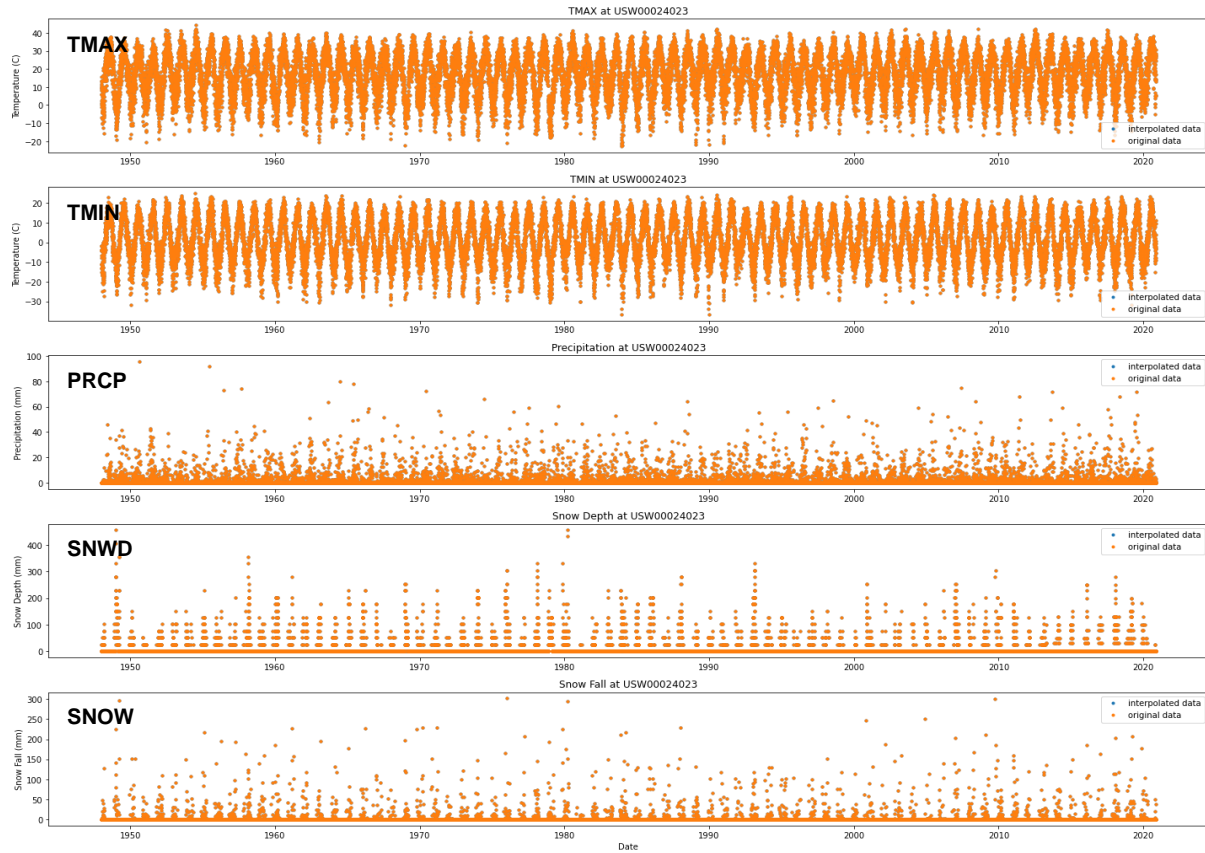 TMAX at USW00024023
TMAX
Temperature (C)
40
30
20
10
0
−10
−20
interpolated data
original data
1950 1960 1970 1980 1990 2000 2010 2020
TMIN at USW00024023
TMIN
Temperature (C)
20
10
0
−10
−20
−30
interpolated data
original data
1950 1960 1970 1980 1990 2000 2010 2020
Precipitation at USW00024023
PRCP
Precipitation (mm)
100
80
60
40
20
0
interpolated data
original data
1950 1960 1970 1980 1990 2000 2010 2020
Snow Depth at USW00024023
SNWD
Snow Depth (mm)
400
300
200
100
0
interpolated data
original data
1950 1960 1970 1980 1990 2000 2010 2020
Snow Fall at USW00024023
SNOW
Snow Fall (mm)
300
250
200
150
100
50
0
interpolated data
original data
1950 1960 1970 1980 1990 2000 2010 2020
Date